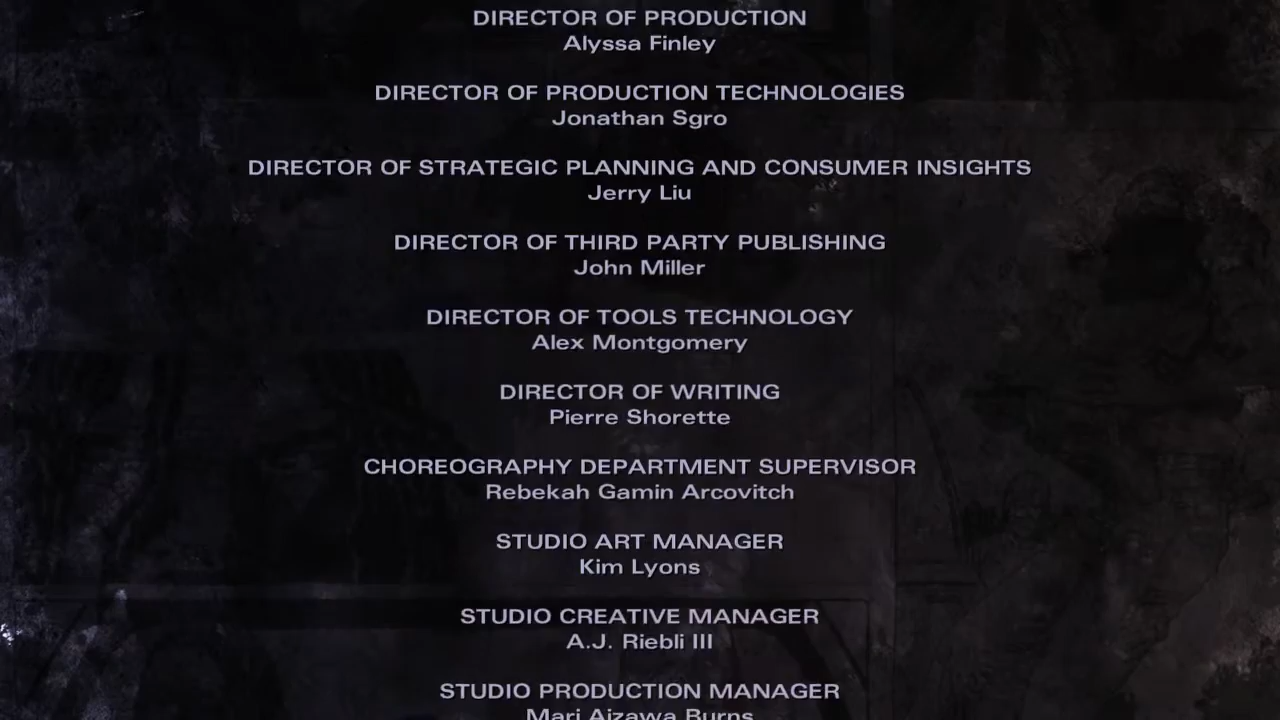 DIRECTOR OF PRODUCTION
Alyssa Finley
DIRECTOR OF PRODUCTION TECHNOLOGIES
Jonathan Sgro
DIRECTOR OF STRATEGIC PLANNING AND CONSUMER INSIGHTS
Jerry Liu
DIRECTOR OF THIRD PARTY PUBLISHING
John Miller
DIRECTOR OF TOOLS TECHNOLOGY
Alex Montgomery
DIRECTOR OF WRITING
Pierre Shorette
CHOREOGRAPHY DEPARTMENT SUPERVISOR
Rebekah Gamin Arcovitch
STUDIO ART MANAGER
Kim Lyons
STUDIO CREATIVE MANAGER
A.J. Riebli III
STUDIO PRODUCTION MANAGER
Mari Aizawa Burns